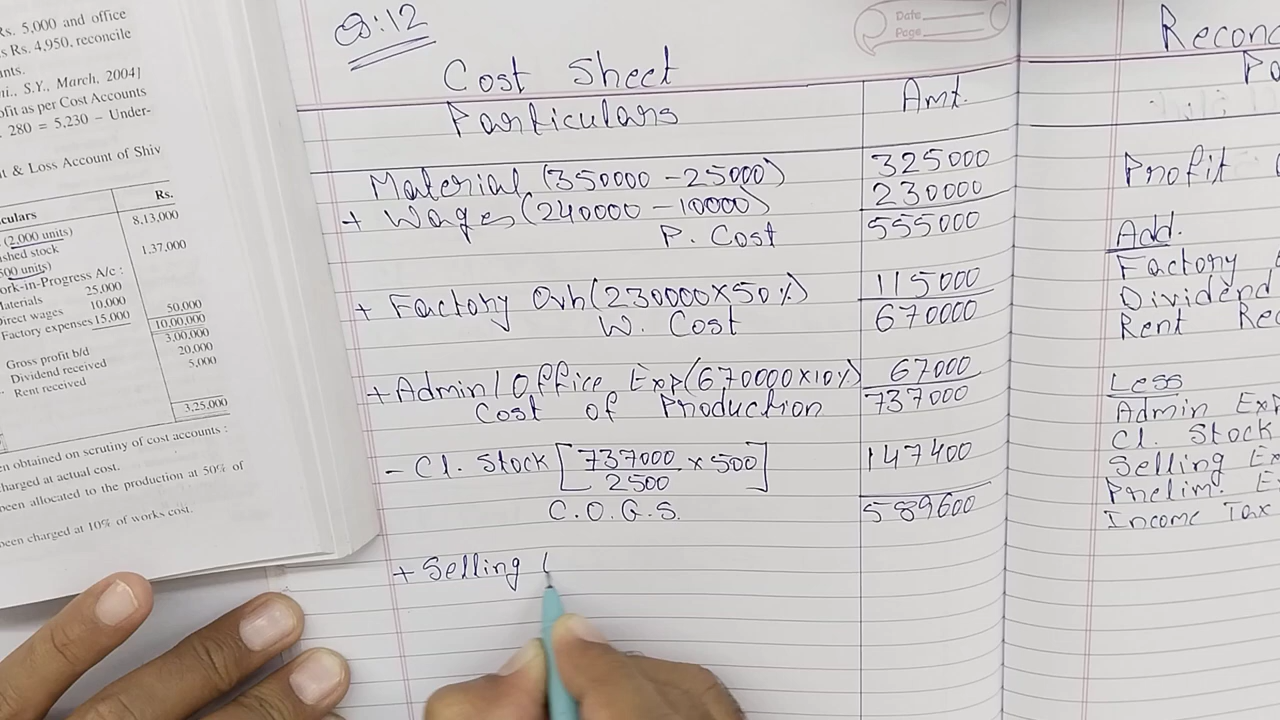 Rs. 5,000 and office
s Rs. 4,950, reconcile
unts.
ni., S.Y., March, 2004]
ofit as per Cost Accounts
280 = 5,230 – Under-
t & Loss Account of Shiv
culars Rs.
(2,000 units) 8,13,000
shed stock
500 units) 1,37,000
ork-in-Progress A/c :
aterials 25,000
Direct wages 10,000
Factory expenses 15,000 50,000
10,00,000
Gross profit b/d 3,00,000
Dividend received 20,000
Rent received 5,000
3,25,000
en obtained on scrutiny of cost accounts :
harged at actual cost.
been allocated to the production at 50% of
been charged at 10% of works cost.
Q:12
Date
Page
Cost Sheet
Particulars Amt.
Material (350000 - 25000) 325000
+ Wages (240000 - 10000) 230000
P. Cost 555000
+ Factory Ovh (230000 x 50%) 115000
W. Cost 670000
+ Admin / Office Exp (670000 x 10%) 67000
Cost of Production 737000
- Cl. Stock [737000 / 2500 x 500] 147400
C.O.G.S. 589600
+ Selling (
Recon
Pa
Profit
Add.
Factory
Dividend
Rent Rec
Less
Admin Exp
Cl. Stock
Selling Ex
Prelim. E
Income Tax